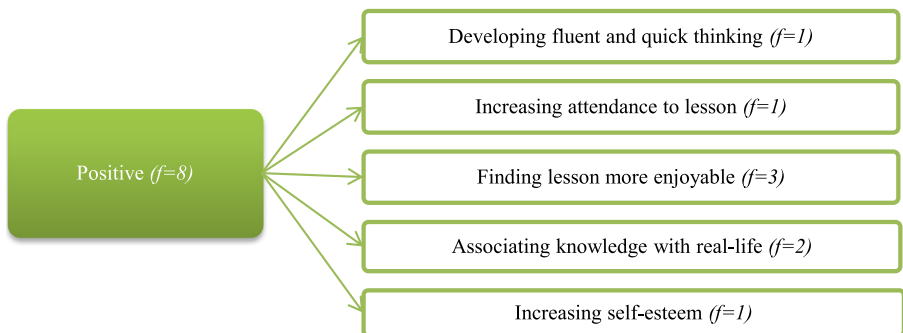 Positive (f=8)
Developing fluent and quick thinking (f=1)
Increasing attendance to lesson (f=1)
Finding lesson more enjoyable (f=3)
Associating knowledge with real-life (f=2)
Increasing self-esteem (f=1)